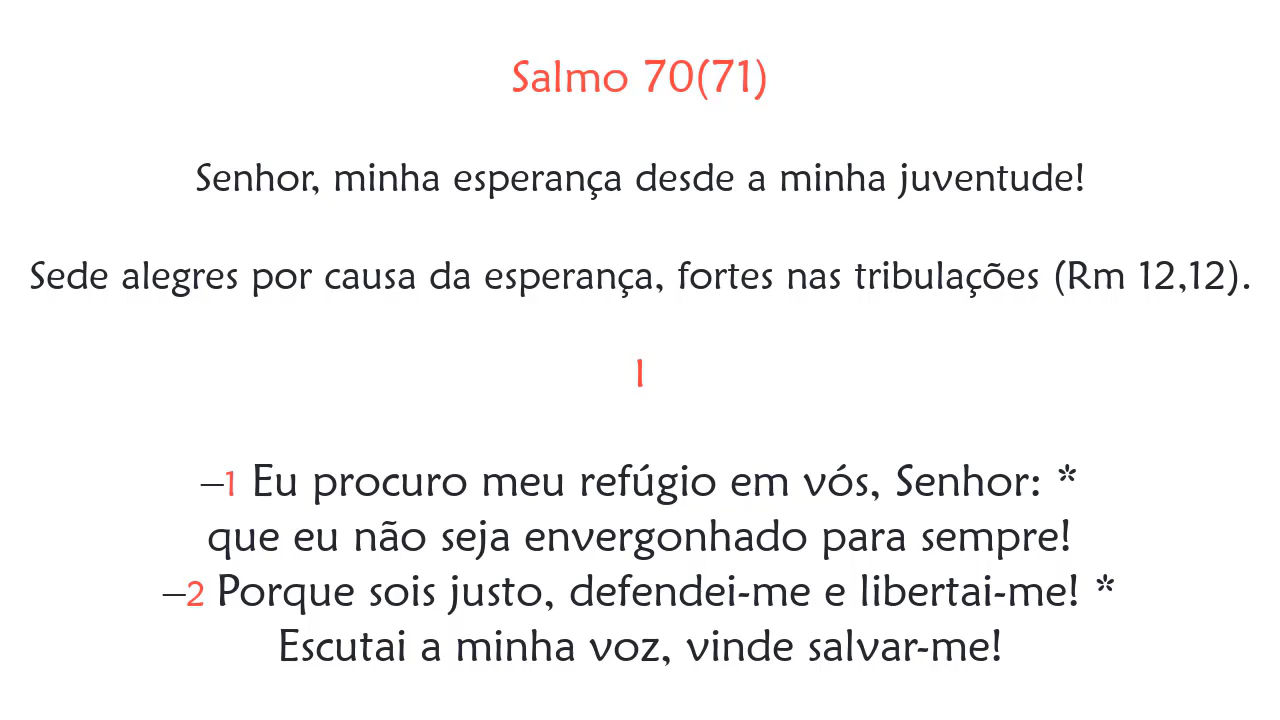 Salmo 70(71)
Senhor, minha esperança desde a minha juventude!
Sede alegres por causa da esperança, fortes nas tribulações (Rm 12,12).
I
–1 Eu procuro meu refúgio em vós, Senhor: *
que eu não seja envergonhado para sempre!
–2 Porque sois justo, defendei-me e libertai-me! *
Escutai a minha voz, vinde salvar-me!